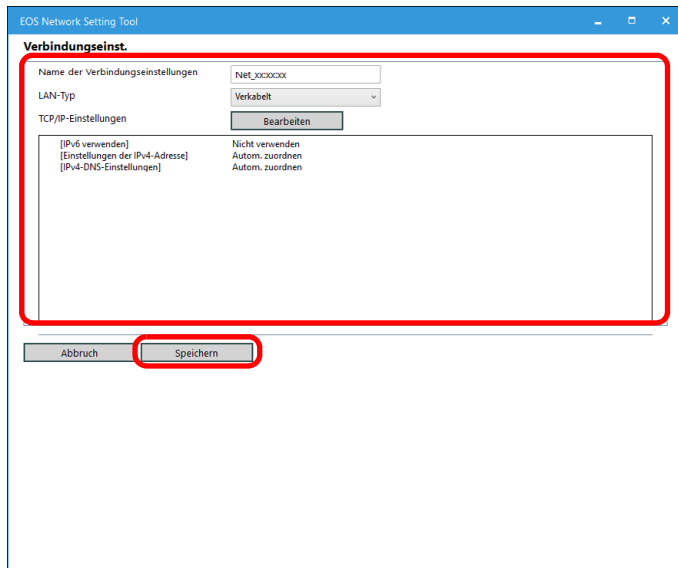 EOS Network Setting Tool
Verbindungseinst.
Name der Verbindungseinstellungen Net_xx:xx:xx
LAN-Typ Verkabelt
TCP/IP-Einstellungen Bearbeiten
[IPv6 verwenden] Nicht verwenden
[Einstellungen der IPv4-Adresse] Autom. zuordnen
[IPv4-DNS-Einstellungen] Autom. zuordnen
Abbruch Speichern